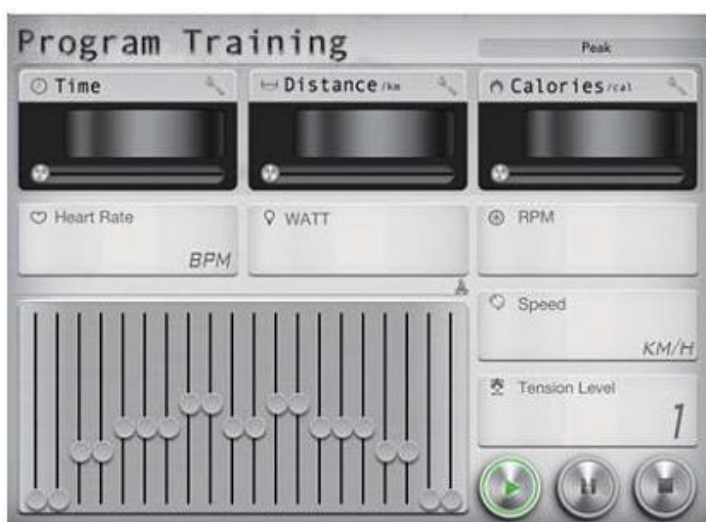 Program Training
Peak
Time
Distance/km
Calories/cal
Heart Rate
BPM
WATT
RPM
Speed
KM/H
Tension Level
1